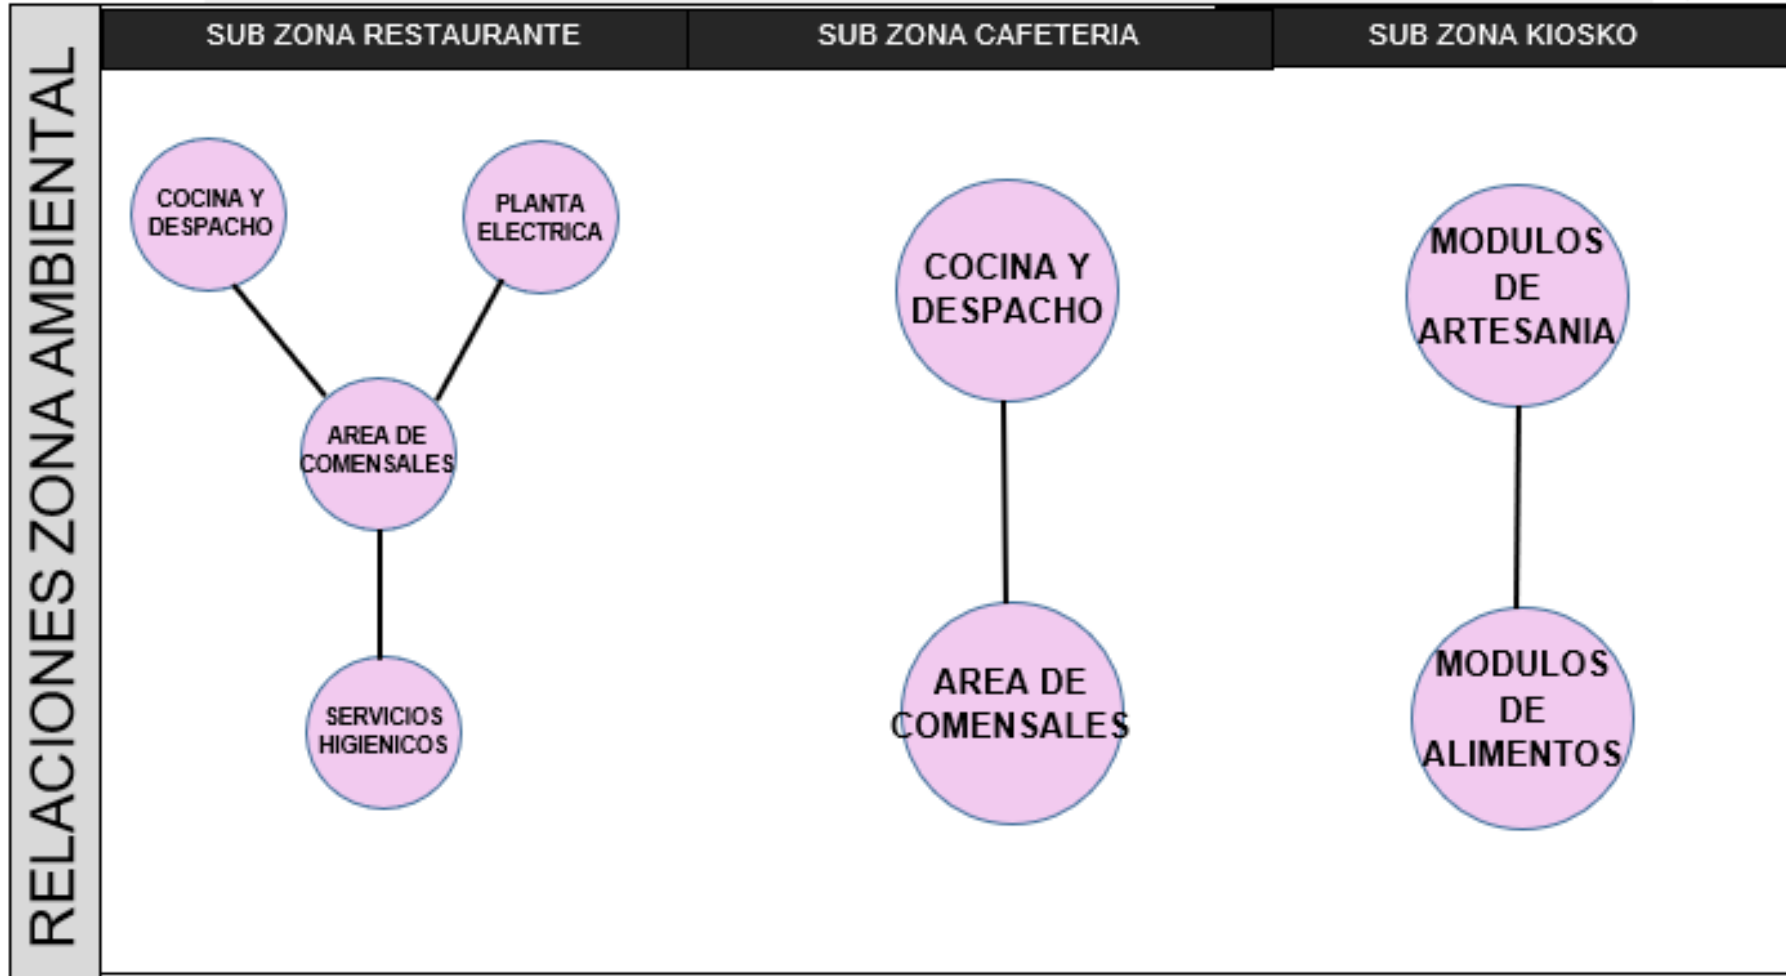 RELACIONES ZONA AMBIENTAL
SUB ZONA RESTAURANTE
COCINA Y
DESPACHO
PLANTA
ELECTRICA
AREA DE
COMENSALES
SERVICIOS
HIGIENICOS
SUB ZONA CAFETERIA
COCINA Y
DESPACHO
AREA DE
COMENSALES
SUB ZONA KIOSKO
MODULOS
DE
ARTESANIA
MODULOS
DE
ALIMENTOS